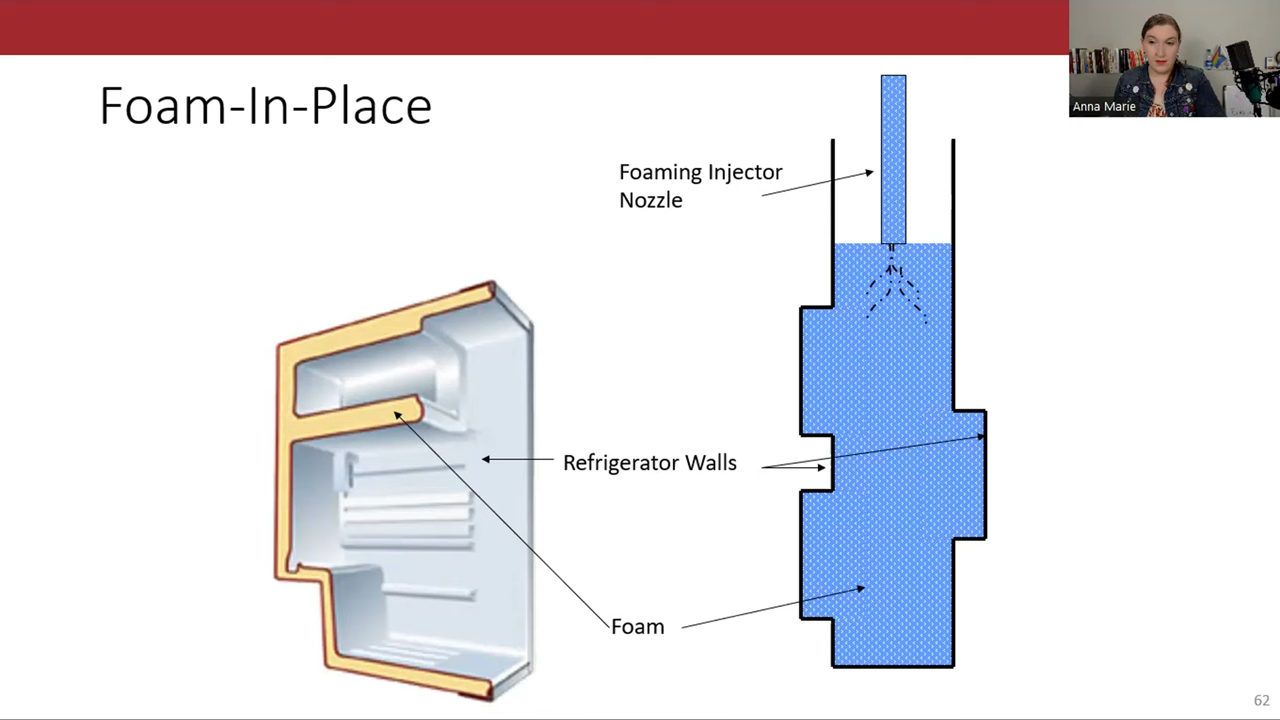 Foam-In-Place
Anna Marie
Foaming Injector
Nozzle
Refrigerator Walls
Foam
62